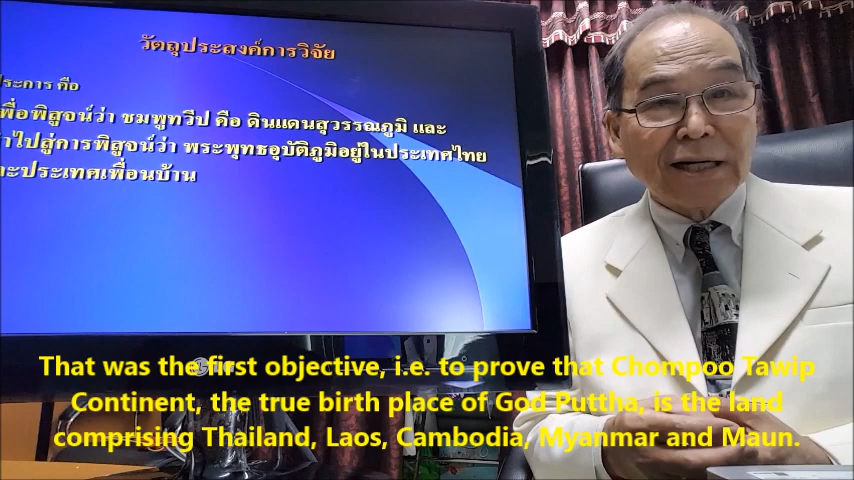 วัตถุประสงค์การวิจัย
ประการ คือ
พื่อพิสูจน์ว่า ชมพูทวีป คือ ดินแดนสุวรรณภูมิ และ
าไปสู่การพิสูจน์ว่า พระพุทธอุบัติภูมิอยู่ในประเทศไทย
ละประเทศเพื่อนบ้าน
That was the first objective, i.e. to prove that Chompoo Tawip
Continent, the true birth place of God Puttha, is the land
comprising Thailand, Laos, Cambodia, Myanmar and Maun.